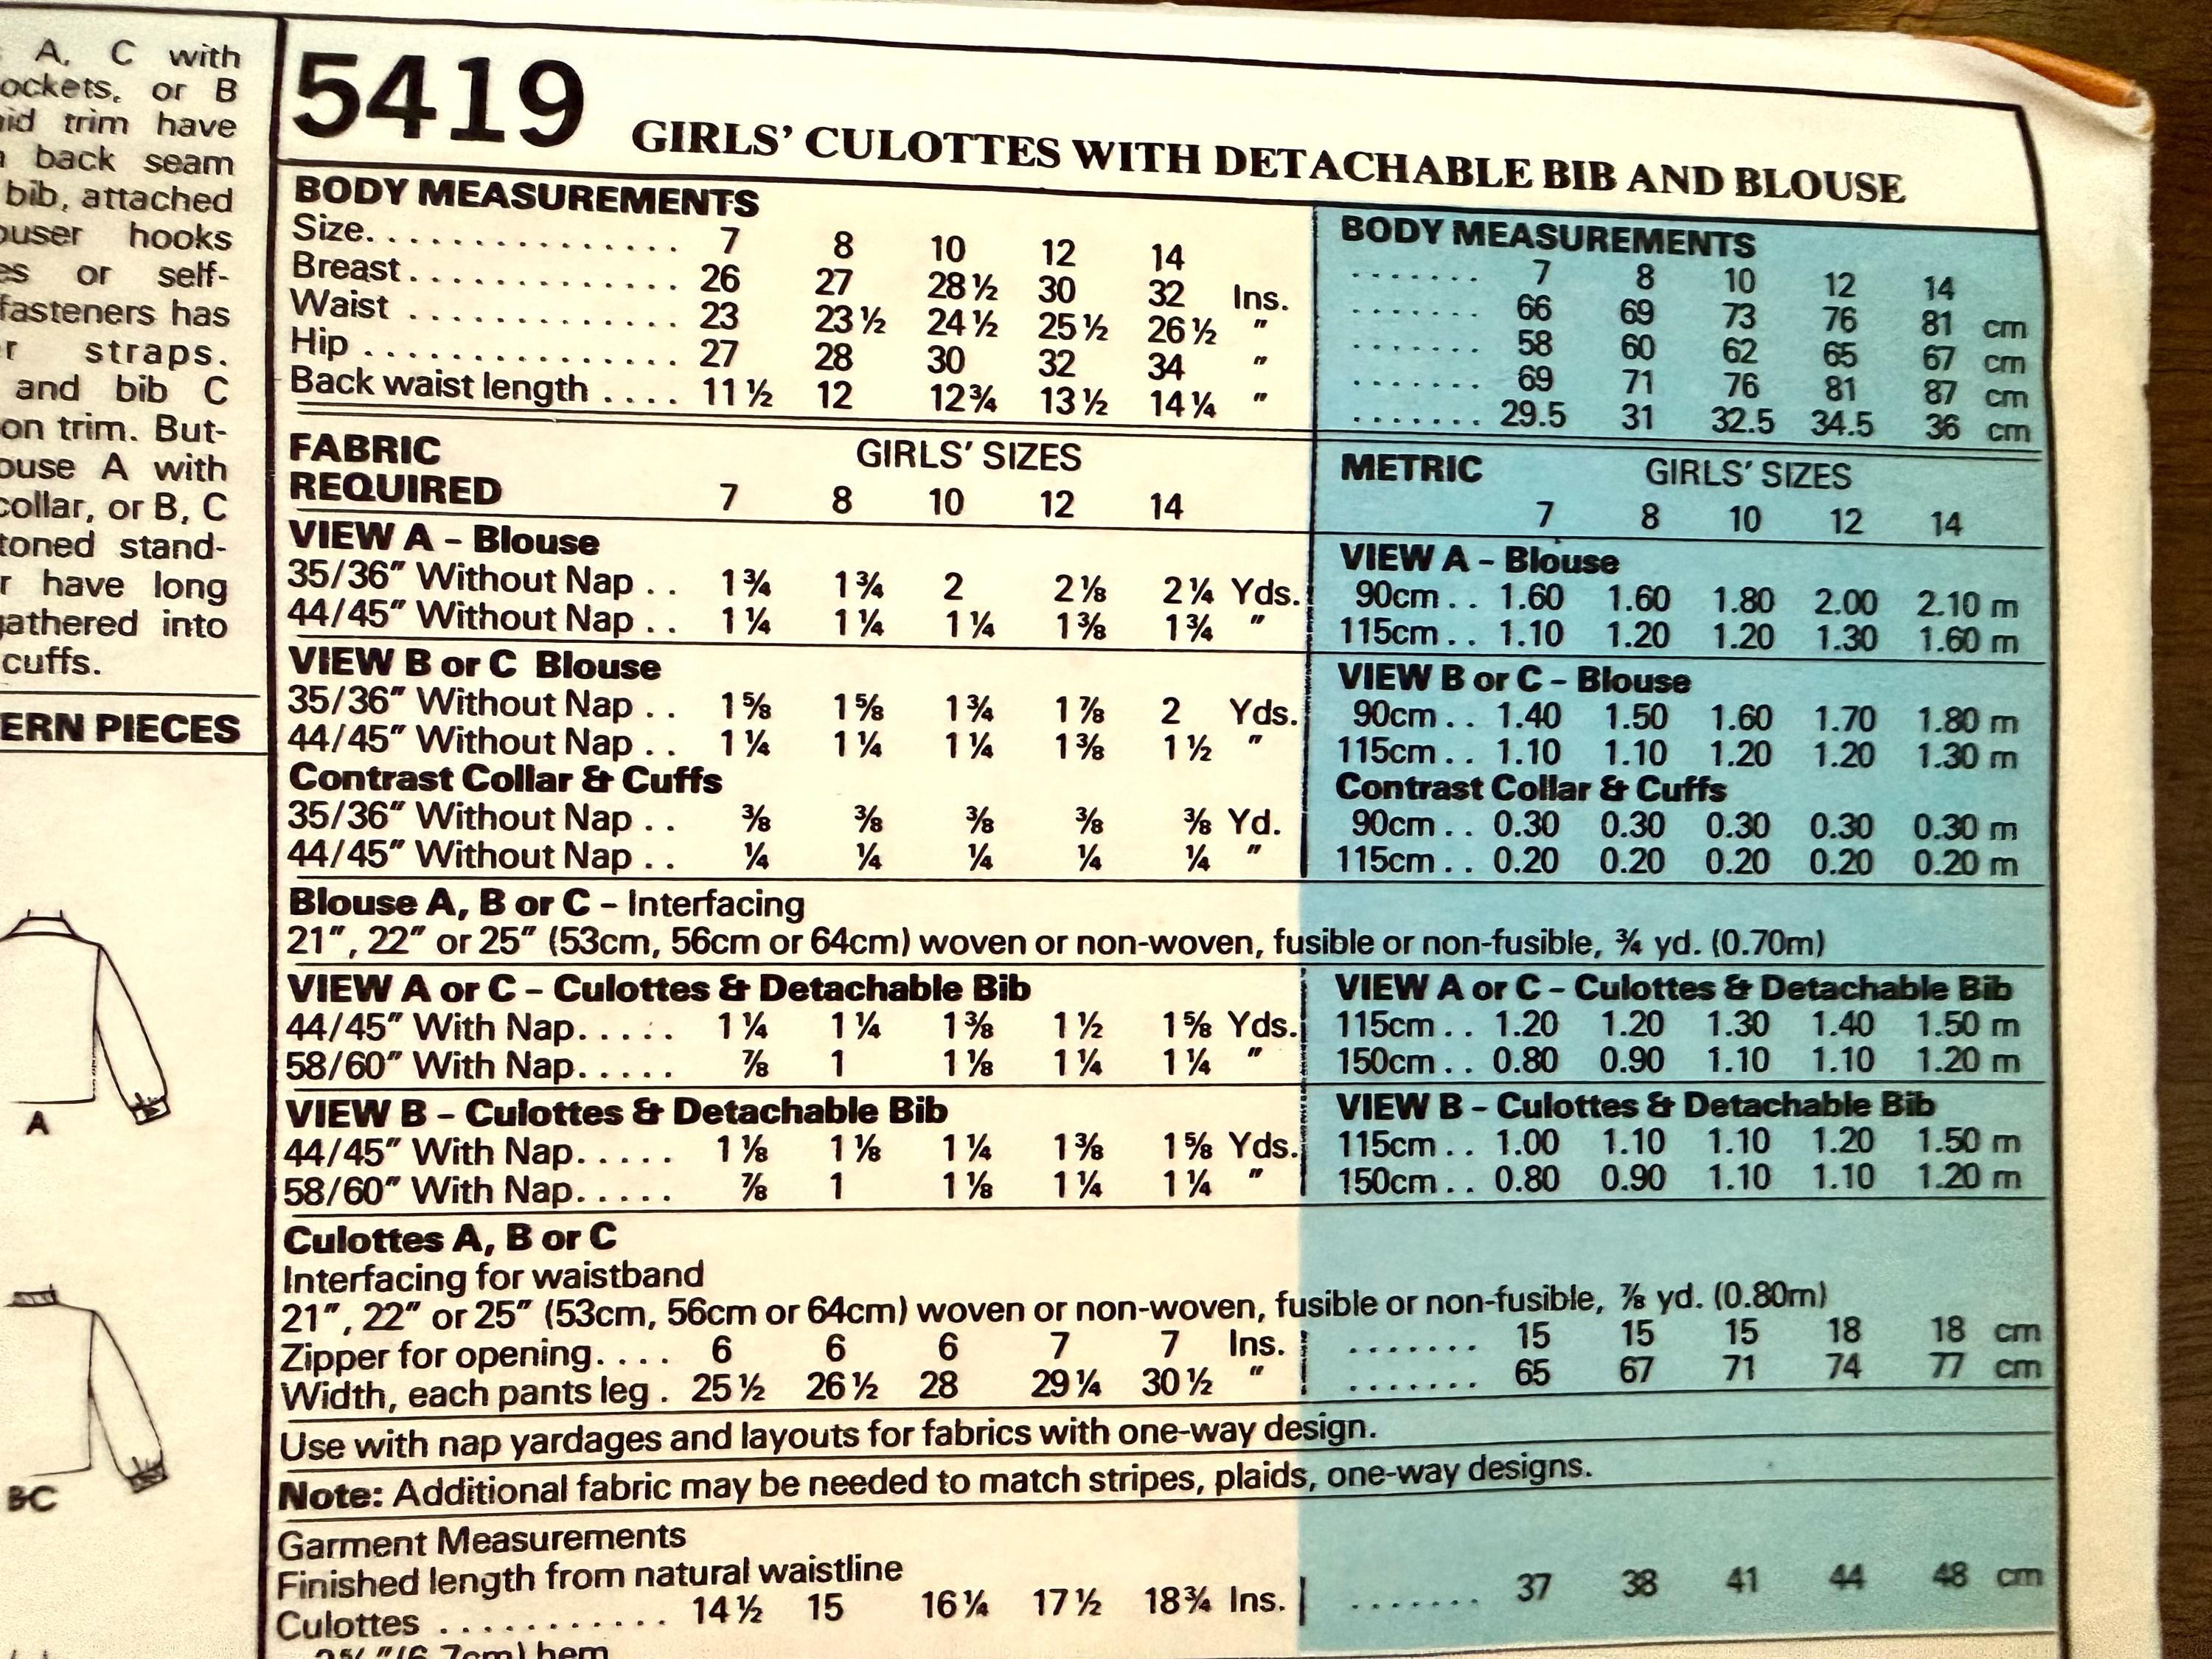 A, C with
ockets, or B
id trim have
back seam
bib, attached
ouser hooks
es or self-
fasteners has
r straps.
and bib C
on trim. But-
ouse A with
collar, or B, C
toned stand-
r have long
gathered into
cuffs.
ERN PIECES
A
BC
5419 GIRLS' CULOTTES WITH DETACHABLE BIB AND BLOUSE
BODY MEASUREMENTS
Size............... 7 8 10 12 14
Breast............. 26 27 28½ 30 32 Ins.
Waist ............. 23 23½ 24½ 25½ 26½ "
Hip ............... 27 28 30 32 34 "
Back waist length .... 11½ 12 12¾ 13½ 14¼ "
FABRIC GIRLS' SIZES
REQUIRED 7 8 10 12 14
VIEW A – Blouse
35/36" Without Nap .. 1¾ 1¾ 2 2⅛ 2¼ Yds.
44/45" Without Nap .. 1¼ 1¼ 1¼ 1⅜ 1¾ "
VIEW B or C Blouse
35/36" Without Nap .. 1⅝ 1⅝ 1¾ 1⅞ 2 Yds.
44/45" Without Nap .. 1¼ 1¼ 1¼ 1⅜ 1½ "
Contrast Collar & Cuffs
35/36" Without Nap .. ⅜ ⅜ ⅜ ⅜ ⅜ Yd.
44/45" Without Nap .. ¼ ¼ ¼ ¼ ¼ "
BODY MEASUREMENTS
....... 7 8 10 12 14
....... 66 69 73 76 81 cm
....... 58 60 62 65 67 cm
....... 69 71 76 81 87 cm
....... 29.5 31 32.5 34.5 36 cm
METRIC GIRLS' SIZES
7 8 10 12 14
VIEW A – Blouse
90cm .. 1.60 1.60 1.80 2.00 2.10 m
115cm .. 1.10 1.20 1.20 1.30 1.60 m
VIEW B or C – Blouse
90cm .. 1.40 1.50 1.60 1.70 1.80 m
115cm .. 1.10 1.10 1.20 1.20 1.30 m
Contrast Collar & Cuffs
90cm .. 0.30 0.30 0.30 0.30 0.30 m
115cm .. 0.20 0.20 0.20 0.20 0.20 m
Blouse A, B or C – Interfacing
21", 22" or 25" (53cm, 56cm or 64cm) woven or non-woven, fusible or non-fusible, ¾ yd. (0.70m)
VIEW A or C – Culottes & Detachable Bib
44/45" With Nap..... 1¼ 1¼ 1⅜ 1½ 1⅝ Yds.
58/60" With Nap..... ⅞ 1 1⅛ 1¼ 1¼ "
VIEW B – Culottes & Detachable Bib
44/45" With Nap..... 1⅛ 1⅛ 1¼ 1⅜ 1⅝ Yds.
58/60" With Nap..... ⅞ 1 1⅛ 1¼ 1¼ "
VIEW A or C – Culottes & Detachable Bib
115cm .. 1.20 1.20 1.30 1.40 1.50 m
150cm .. 0.80 0.90 1.10 1.10 1.20 m
VIEW B – Culottes & Detachable Bib
115cm .. 1.00 1.10 1.10 1.20 1.50 m
150cm .. 0.80 0.90 1.10 1.10 1.20 m
Culottes A, B or C
Interfacing for waistband
21", 22" or 25" (53cm, 56cm or 64cm) woven or non-woven, fusible or non-fusible, ⅞ yd. (0.80m)
Zipper for opening.... 6 6 6 7 7 Ins. ....... 15 15 15 18 18 cm
Width, each pants leg . 25½ 26½ 28 29¼ 30½ " ....... 65 67 71 74 77 cm
Use with nap yardages and layouts for fabrics with one-way design.
Note: Additional fabric may be needed to match stripes, plaids, one-way designs.
Garment Measurements
Finished length from natural waistline
Culottes ........... 14½ 15 16¼ 17½ 18¾ Ins. ....... 37 38 41 44 48 cm
(6.7cm) hem